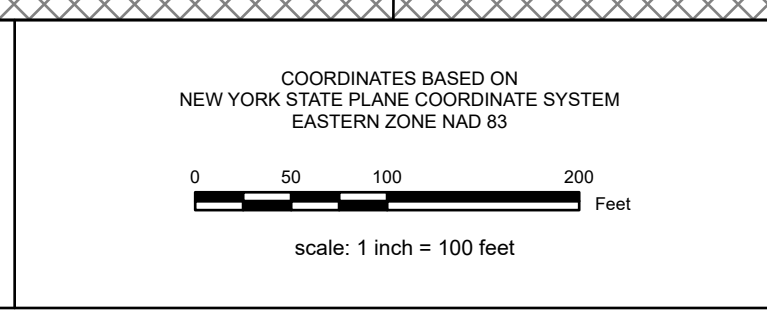 COORDINATES BASED ON
NEW YORK STATE PLANE COORDINATE SYSTEM
EASTERN ZONE NAD 83
0 50 100 200
Feet
scale: 1 inch = 100 feet